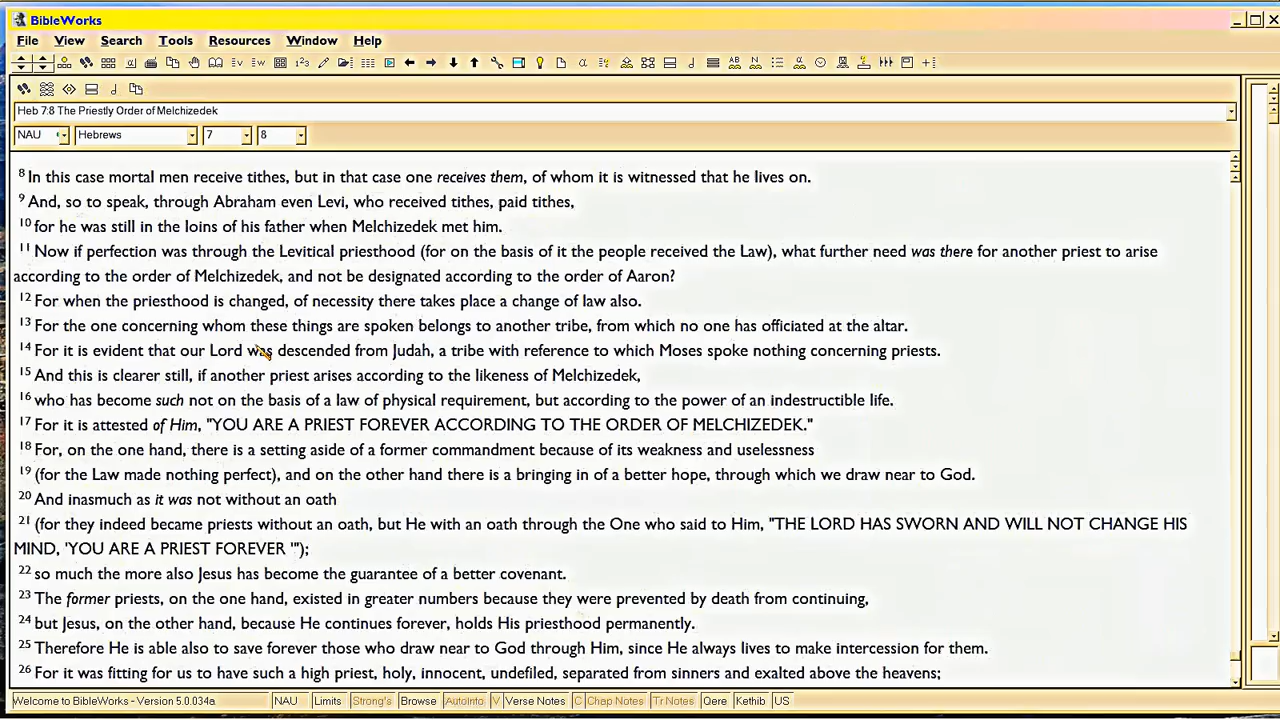 BibleWorks
File View Search Tools Resources Window Help
Heb 7:8 The Priestly Order of Melchizedek
NAU Hebrews 7 8
8 In this case mortal men receive tithes, but in that case one receives them, of whom it is witnessed that he lives on.
9 And, so to speak, through Abraham even Levi, who received tithes, paid tithes,
10 for he was still in the loins of his father when Melchizedek met him.
11 Now if perfection was through the Levitical priesthood (for on the basis of it the people received the Law), what further need was there for another priest to arise
according to the order of Melchizedek, and not be designated according to the order of Aaron?
12 For when the priesthood is changed, of necessity there takes place a change of law also.
13 For the one concerning whom these things are spoken belongs to another tribe, from which no one has officiated at the altar.
14 For it is evident that our Lord was descended from Judah, a tribe with reference to which Moses spoke nothing concerning priests.
15 And this is clearer still, if another priest arises according to the likeness of Melchizedek,
16 who has become such not on the basis of a law of physical requirement, but according to the power of an indestructible life.
17 For it is attested of Him, "YOU ARE A PRIEST FOREVER ACCORDING TO THE ORDER OF MELCHIZEDEK."
18 For, on the one hand, there is a setting aside of a former commandment because of its weakness and uselessness
19 (for the Law made nothing perfect), and on the other hand there is a bringing in of a better hope, through which we draw near to God.
20 And inasmuch as it was not without an oath
21 (for they indeed became priests without an oath, but He with an oath through the One who said to Him, "THE LORD HAS SWORN AND WILL NOT CHANGE HIS
MIND, 'YOU ARE A PRIEST FOREVER '");
22 so much the more also Jesus has become the guarantee of a better covenant.
23 The former priests, on the one hand, existed in greater numbers because they were prevented by death from continuing,
24 but Jesus, on the other hand, because He continues forever, holds His priesthood permanently.
25 Therefore He is able also to save forever those who draw near to God through Him, since He always lives to make intercession for them.
26 For it was fitting for us to have such a high priest, holy, innocent, undefiled, separated from sinners and exalted above the heavens;
Welcome to BibleWorks - Version 5.0.034a NAU Limits Strong's Browse AutoInfo V Verse Notes C Chap Notes Tr Notes Qere Kethib US